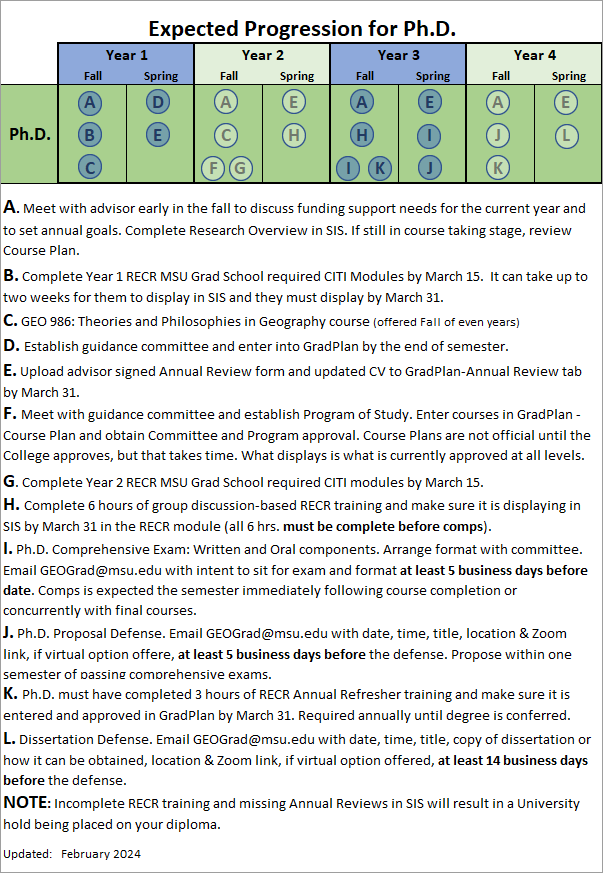 Expected Progression for Ph.D.
Year 1 Year 2 Year 3 Year 4
Fall Spring Fall Spring Fall Spring Fall Spring
A D A E A E A E
Ph.D. B E C H H I J L
C F G I K J K
A. Meet with advisor early in the fall to discuss funding support needs for the current year and
to set annual goals. Complete Research Overview in SIS. If still in course taking stage, review
Course Plan.
B. Complete Year 1 RECR MSU Grad School required CITI Modules by March 15. It can take up to
two weeks for them to display in SIS and they must display by March 31.
C. GEO 986: Theories and Philosophies in Geography course (offered Fall of even years)
D. Establish guidance committee and enter into GradPlan by the end of semester.
E. Upload advisor signed Annual Review form and updated CV to GradPlan-Annual Review tab
by March 31.
F. Meet with guidance committee and establish Program of Study. Enter courses in GradPlan -
Course Plan and obtain Committee and Program approval. Course Plans are not official until the
College approves, but that takes time. What displays is what is currently approved at all levels.
G. Complete Year 2 RECR MSU Grad School required CITI modules by March 15.
H. Complete 6 hours of group discussion-based RECR training and make sure it is displaying in
SIS by March 31 in the RECR module (all 6 hrs. must be complete before comps).
I. Ph.D. Comprehensive Exam: Written and Oral components. Arrange format with committee.
Email GEOGrad@msu.edu with intent to sit for exam and format at least 5 business days before
date. Comps is expected the semester immediately following course completion or
concurrently with final courses.
J. Ph.D. Proposal Defense. Email GEOGrad@msu.edu with date, time, title, location & Zoom
link, if virtual option offere, at least 5 business days before the defense. Propose within one
semester of passing comprehensive exams.
K. Ph.D. must have completed 3 hours of RECR Annual Refresher training and make sure it is
entered and approved in GradPlan by March 31. Required annually until degree is conferred.
L. Dissertation Defense. Email GEOGrad@msu.edu with date, time, title, copy of dissertation or
how it can be obtained, location & Zoom link, if virtual option offered, at least 14 business days
before the defense.
NOTE: Incomplete RECR training and missing Annual Reviews in SIS will result in a University
hold being placed on your diploma.
Updated: February 2024